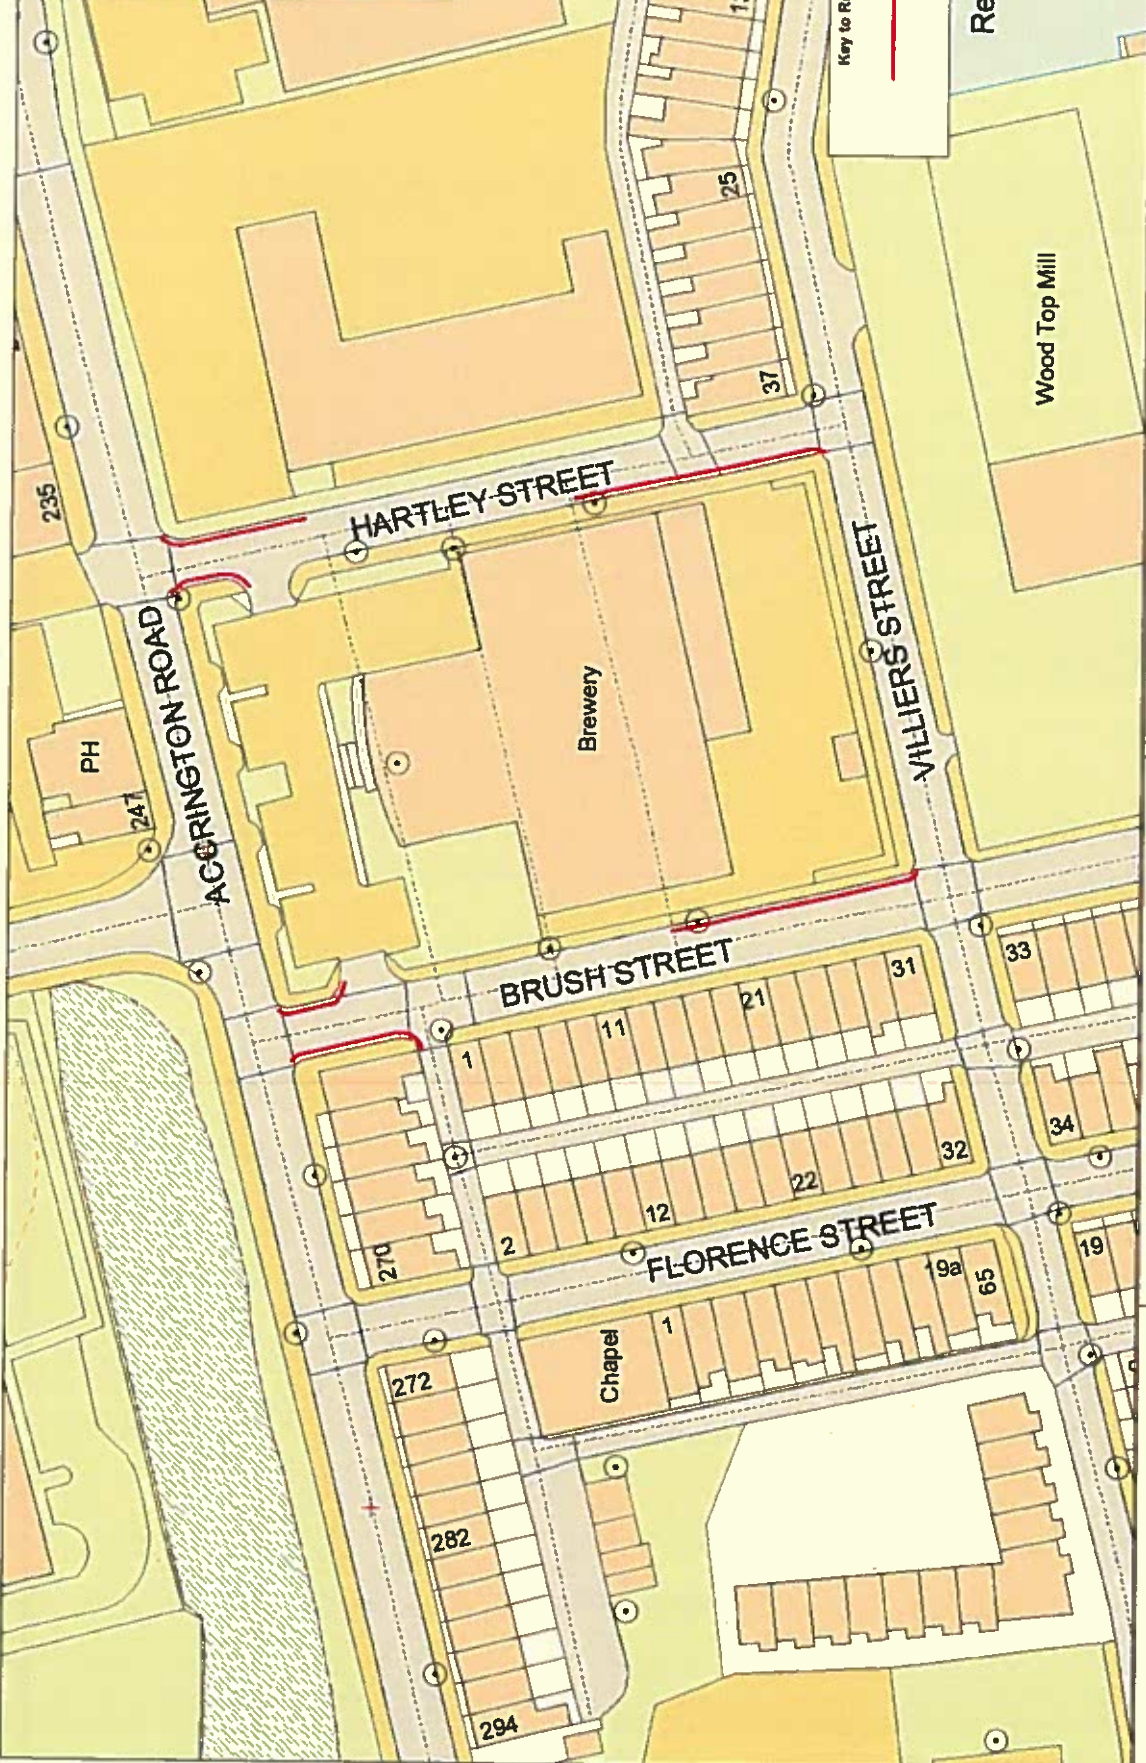 Key to R
Re
25
37
Wood Top Mill
235
HARTLEY STREET
ACCRINGTON ROAD
PH
247
Brewery
VILLIERS STREET
BRUSH STREET
1
11
21
31
33
270
2
12
22
32
34
FLORENCE STREET
272
Chapel
1
19a
65
19
282
294